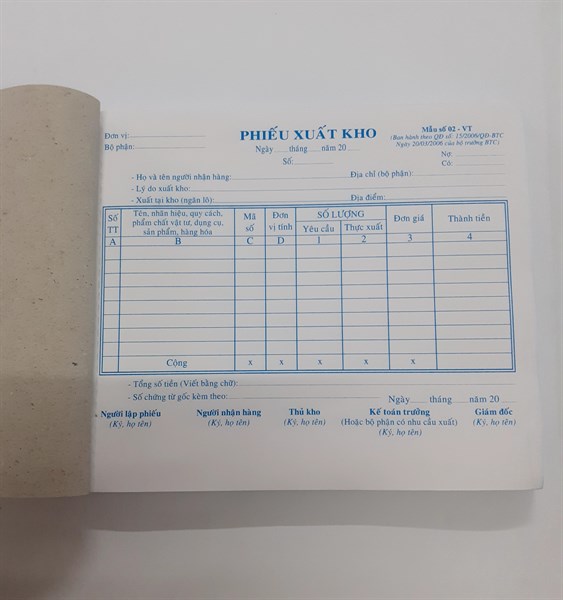 Đơn vị:
PHIẾU XUẤT KHO
Mẫu số 02 - VT
Bộ phận:
(Ban hành theo QĐ số: 15/2006/QĐ-BTC
Ngày tháng năm 20
Ngày 20/03/2006 của bộ trưởng BTC)
Số:
Nợ:
Có:
- Họ và tên người nhận hàng: Địa chỉ (bộ phận):
- Lý do xuất kho:
- Xuất tại kho (ngăn lô): Địa điểm:
Số TT
Tên, nhãn hiệu, quy cách, phẩm chất vật tư, dụng cụ, sản phẩm, hàng hóa
Mã số
Đơn vị tính
SỐ LƯỢNG
Yêu cầu Thực xuất
Đơn giá
Thành tiền
A B C D 1 2 3 4
Cộng x x x x x
- Tổng số tiền (Viết bằng chữ):
- Số chứng từ gốc kèm theo:
Ngày tháng năm 20
Người lập phiếu Người nhận hàng Thủ kho Kế toán trưởng Giám đốc
(Ký, họ tên) (Ký, họ tên) (Ký, họ tên) (Hoặc bộ phận có nhu cầu xuất) (Ký, họ tên)
(Ký, họ tên)